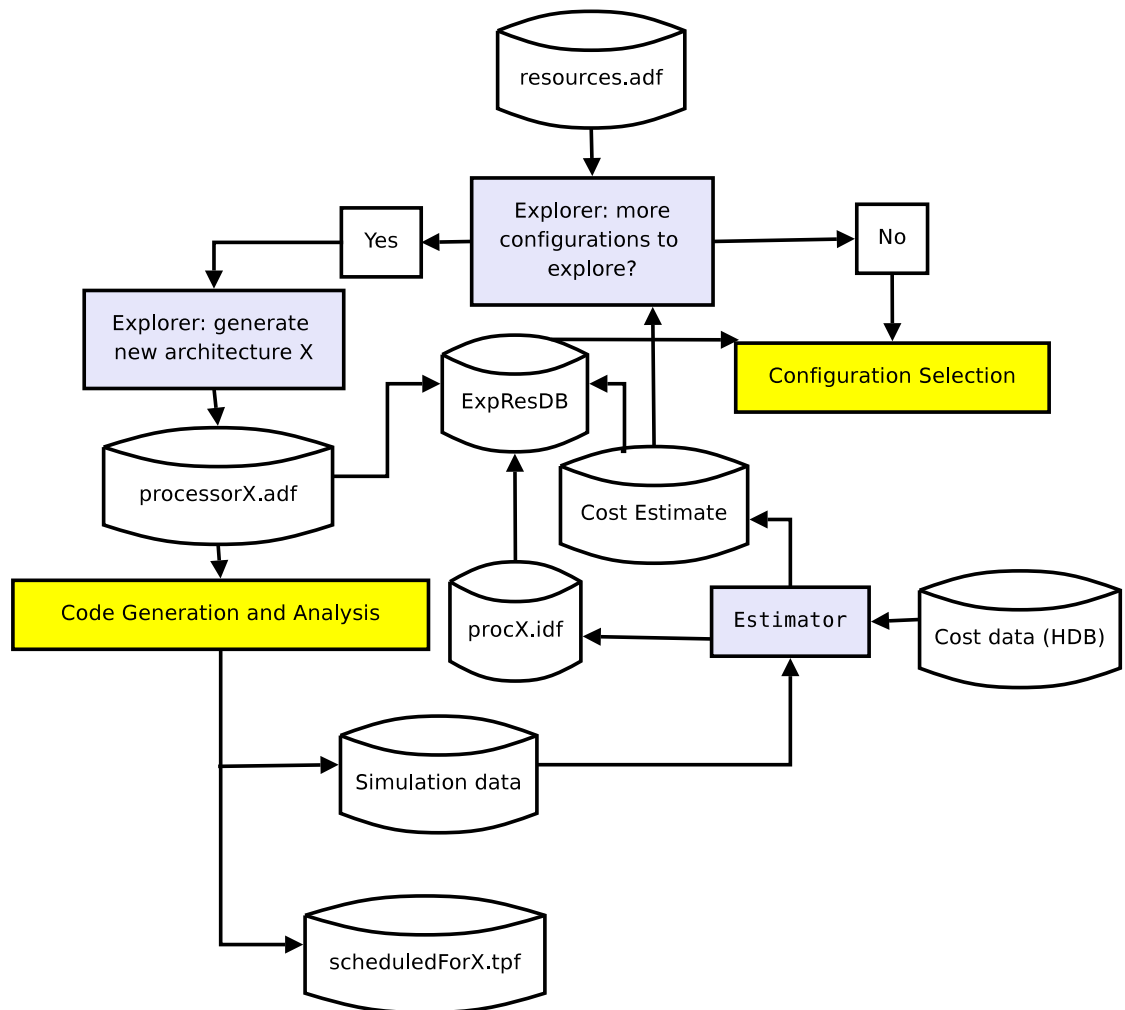 resources.adf
Explorer: more
configurations to
explore?
Yes
No
Explorer: generate
new architecture X
Configuration Selection
ExpResDB
processorX.adf
Cost Estimate
Code Generation and Analysis
procX.idf
Estimator
Cost data (HDB)
Simulation data
scheduledForX.tpf